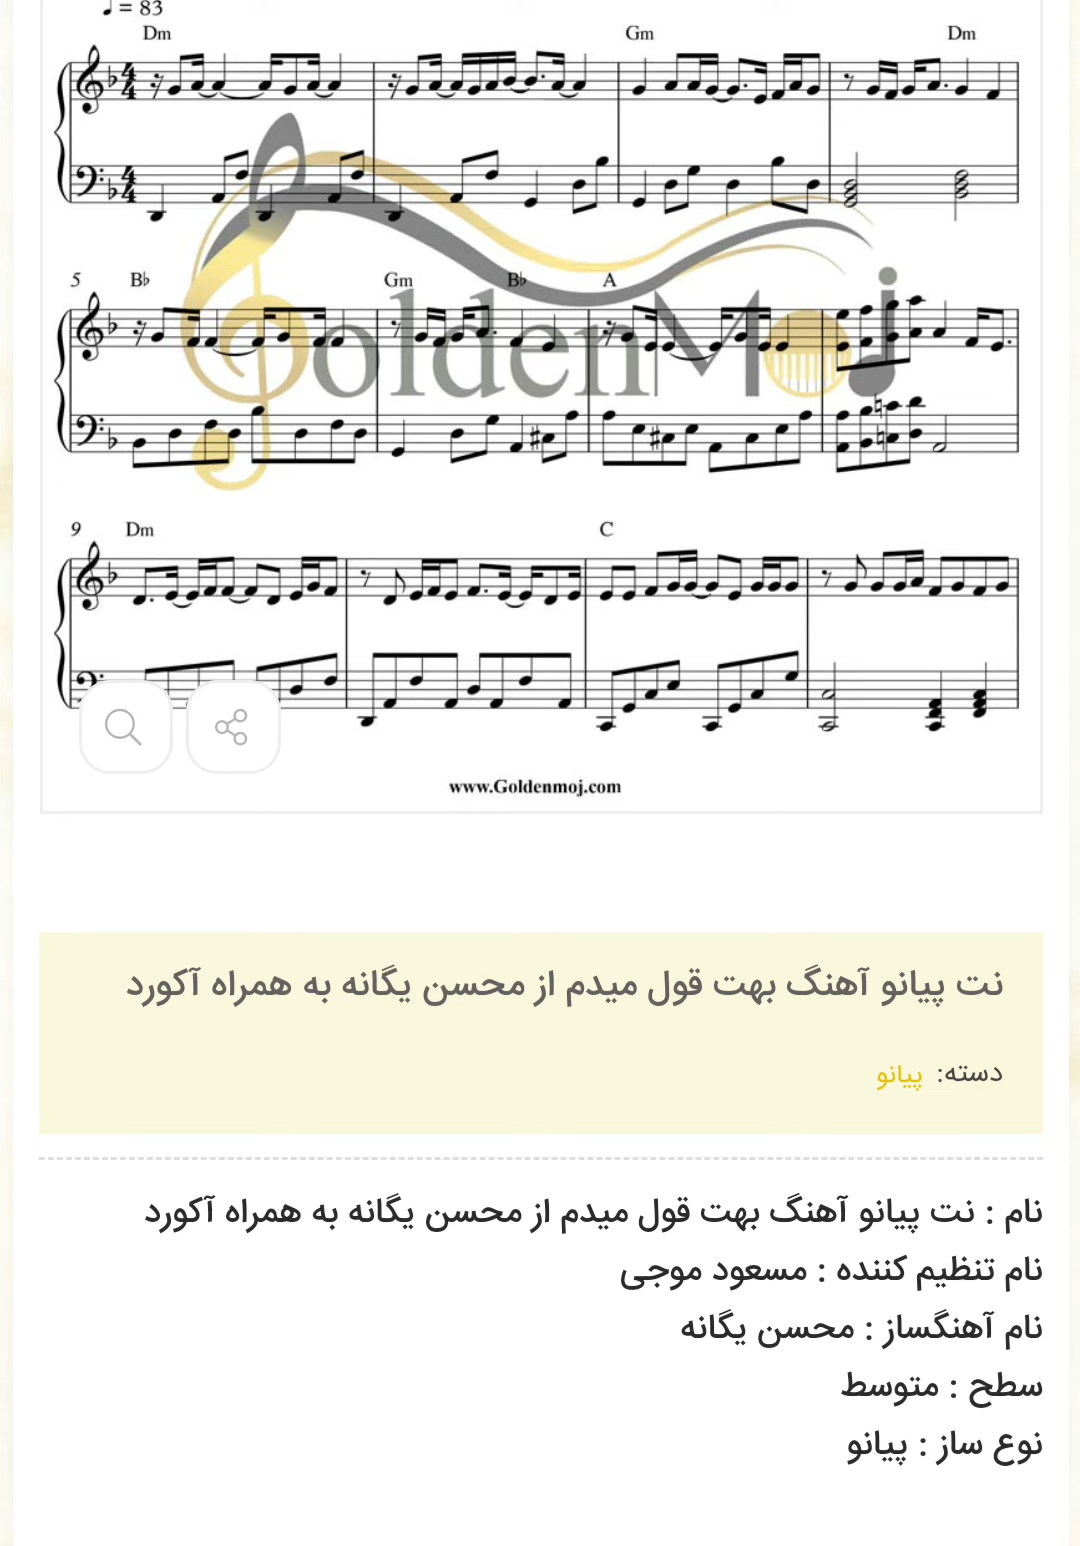 ♩ = 83
Dm Gm Dm
5 B♭ Gm B♭ A
GoldenMoj
9 Dm C
www.Goldenmoj.com
نت پیانو آهنگ بهت قول میدم از محسن یگانه به همراه آکورد
دسته: پیانو
نام : نت پیانو آهنگ بهت قول میدم از محسن یگانه به همراه آکورد
نام تنظیم کننده : مسعود موجی
نام آهنگساز : محسن یگانه
سطح : متوسط
نوع ساز : پیانو